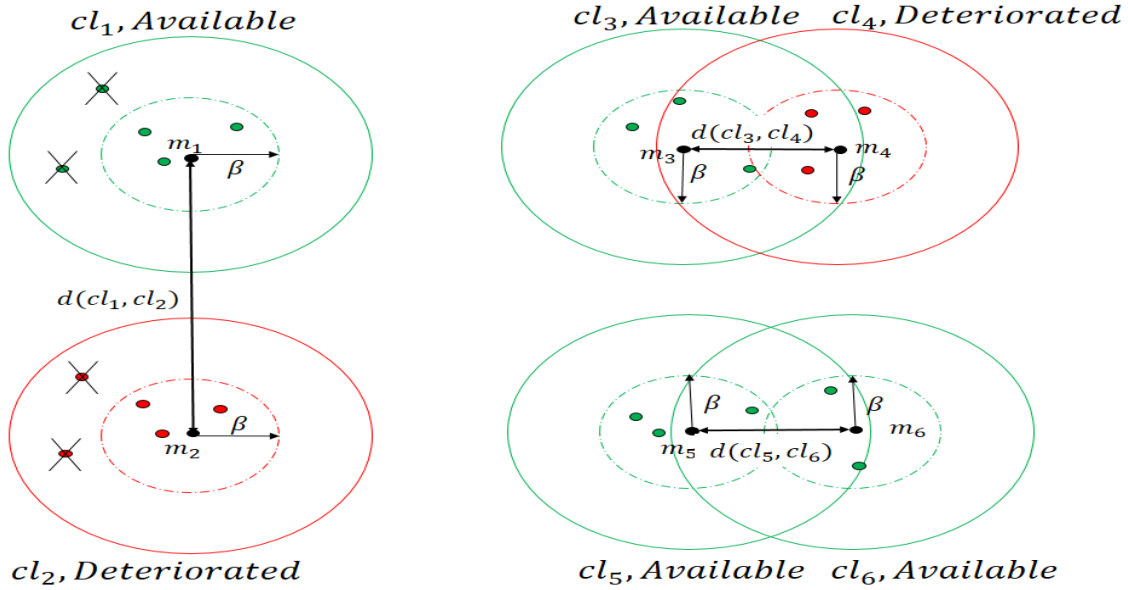 cl₁, Available
m₁
β
d(cl₁, cl₂)
β
m₂
cl₂, Deteriorated
cl₃, Available
cl₄, Deteriorated
d(cl₃, cl₄)
m₃
m₄
β
β
β
β
m₅
d(cl₅, cl₆)
m₆
cl₅, Available
cl₆, Available